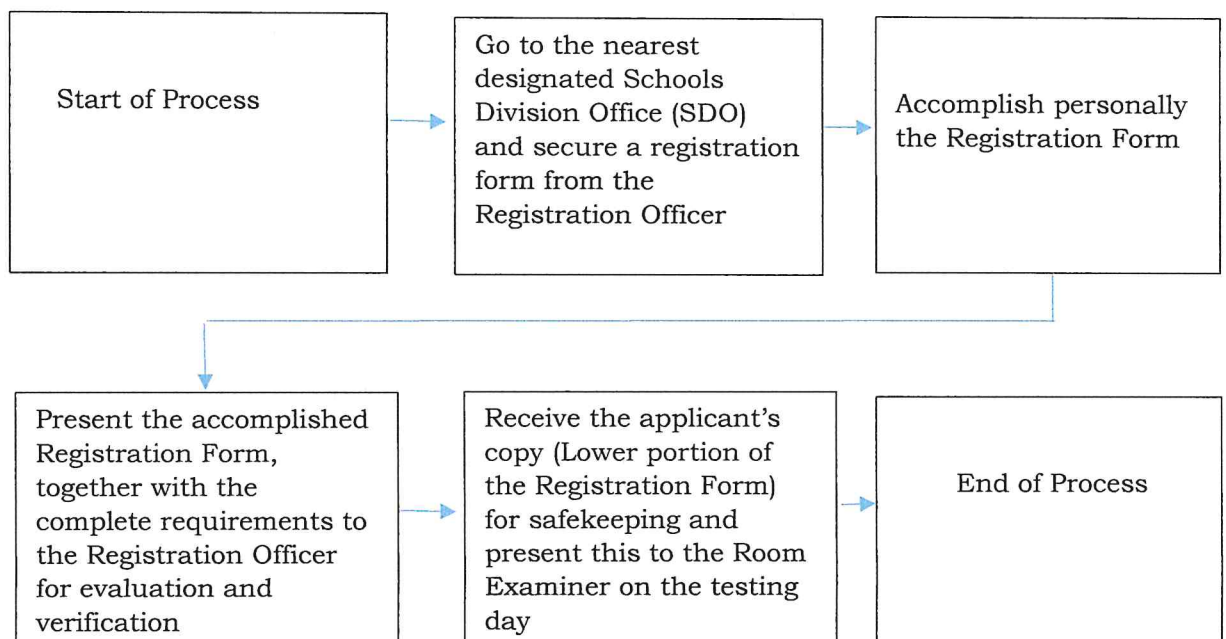 Start of Process
Go to the nearest
designated Schools
Division Office (SDO)
and secure a registration
form from the
Registration Officer
Accomplish personally
the Registration Form
Present the accomplished
Registration Form,
together with the
complete requirements to
the Registration Officer
for evaluation and
verification
Receive the applicant’s
copy (Lower portion of
the Registration Form)
for safekeeping and
present this to the Room
Examiner on the testing
day
End of Process